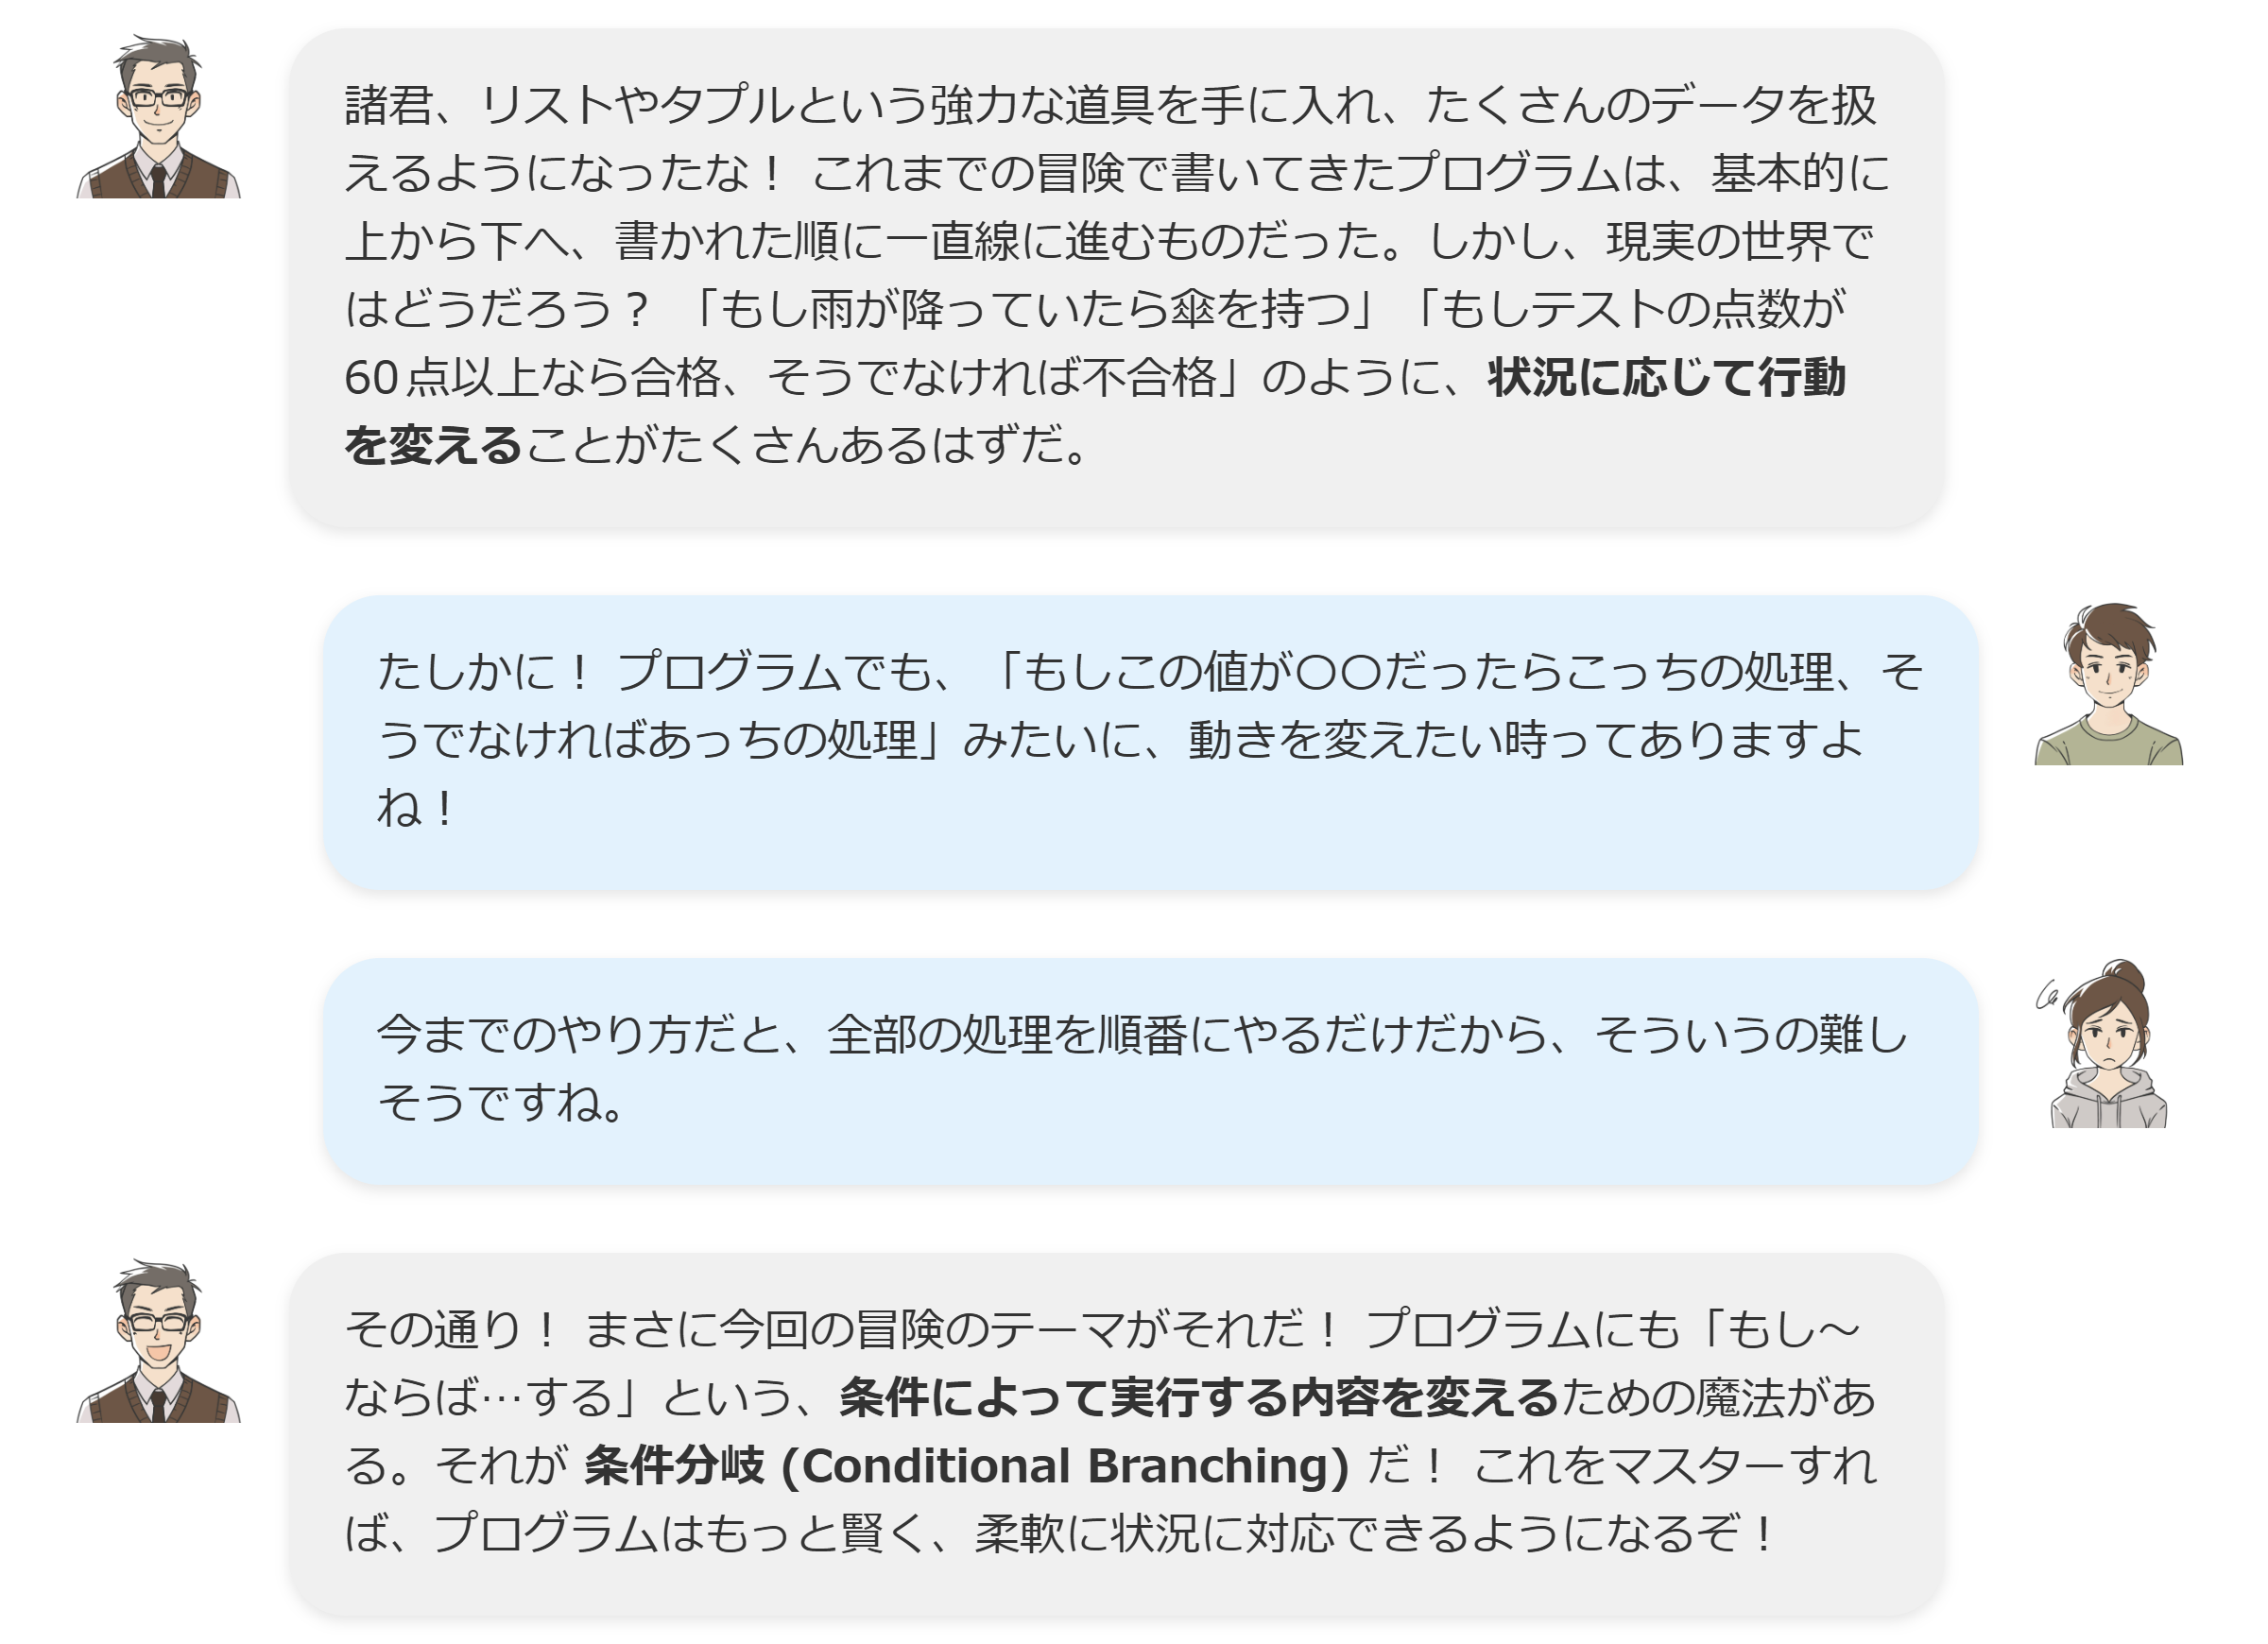 諸君、リストやタプルという強力な道具を手に入れ、たくさんのデータを扱
えるようになったな！ これまでの冒険で書いてきたプログラムは、基本的に
上から下へ、書かれた順に一直線に進むものだった。しかし、現実の世界で
はどうだろう？ 「もし雨が降っていたら傘を持つ」「もしテストの点数が
60点以上なら合格、そうでなければ不合格」のように、状況に応じて行動
を変えることがたくさんあるはずだ。
たしかに！ プログラムでも、「もしこの値が〇〇だったらこっちの処理、そ
うでなければあっちの処理」みたいに、動きを変えたい時ってありますよ
ね！
今までのやり方だと、全部の処理を順番にやるだけだから、そういうの難し
そうですね。
その通り！ まさに今回の冒険のテーマがそれだ！ プログラムにも「もし〜
ならば…する」という、条件によって実行する内容を変えるための魔法があ
る。それが 条件分岐 (Conditional Branching) だ！ これをマスターすれ
ば、プログラムはもっと賢く、柔軟に状況に対応できるようになるぞ！